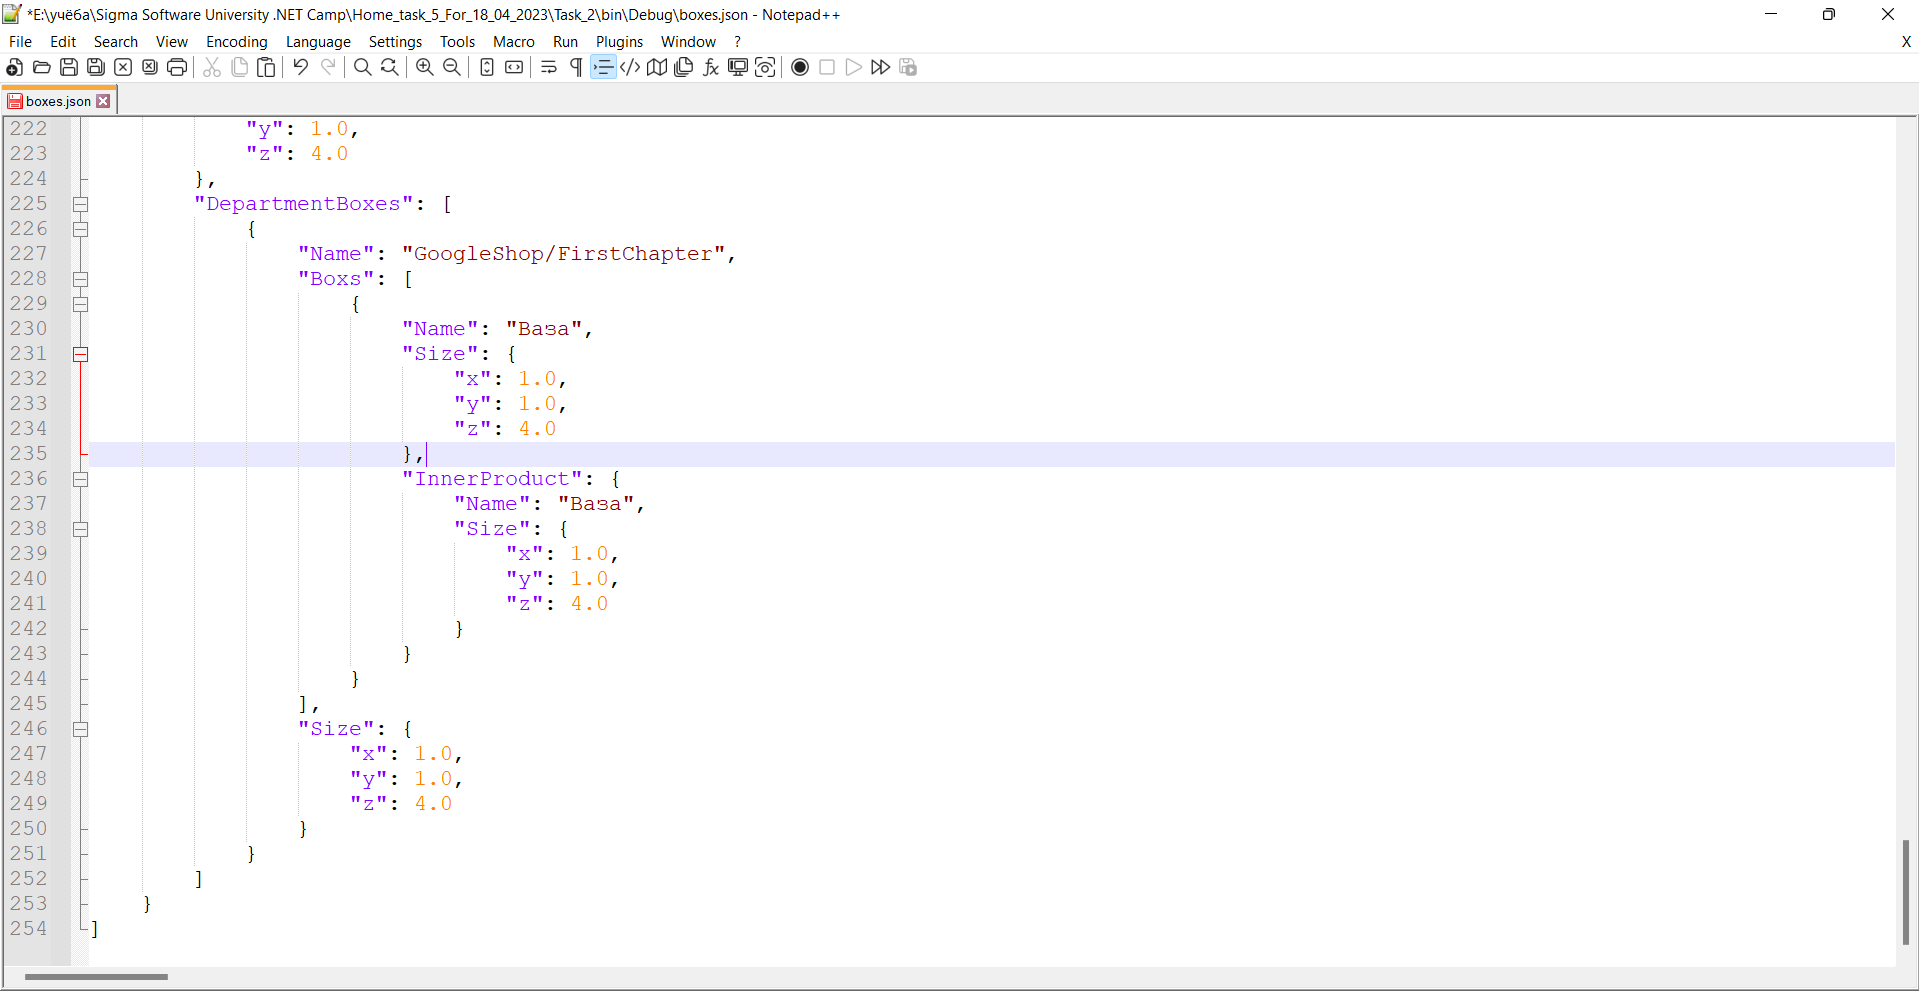 *E:\учёба\Sigma Software University .NET Camp\Home_task_5_For_18_04_2023\Task_2\bin\Debug\boxes.json - Notepad++
File Edit Search View Encoding Language Settings Tools Macro Run Plugins Window ? X
boxes.json
222 "y": 1.0,
223 "z": 4.0
224 },
225 "DepartmentBoxes": [
226 {
227 "Name": "GoogleShop/FirstChapter",
228 "Boxs": [
229 {
230 "Name": "Ваза",
231 "Size": {
232 "x": 1.0,
233 "y": 1.0,
234 "z": 4.0
235 },
236 "InnerProduct": {
237 "Name": "Ваза",
238 "Size": {
239 "x": 1.0,
240 "y": 1.0,
241 "z": 4.0
242 }
243 }
244 }
245 ],
246 "Size": {
247 "x": 1.0,
248 "y": 1.0,
249 "z": 4.0
250 }
251 }
252 ]
253 }
254 ]